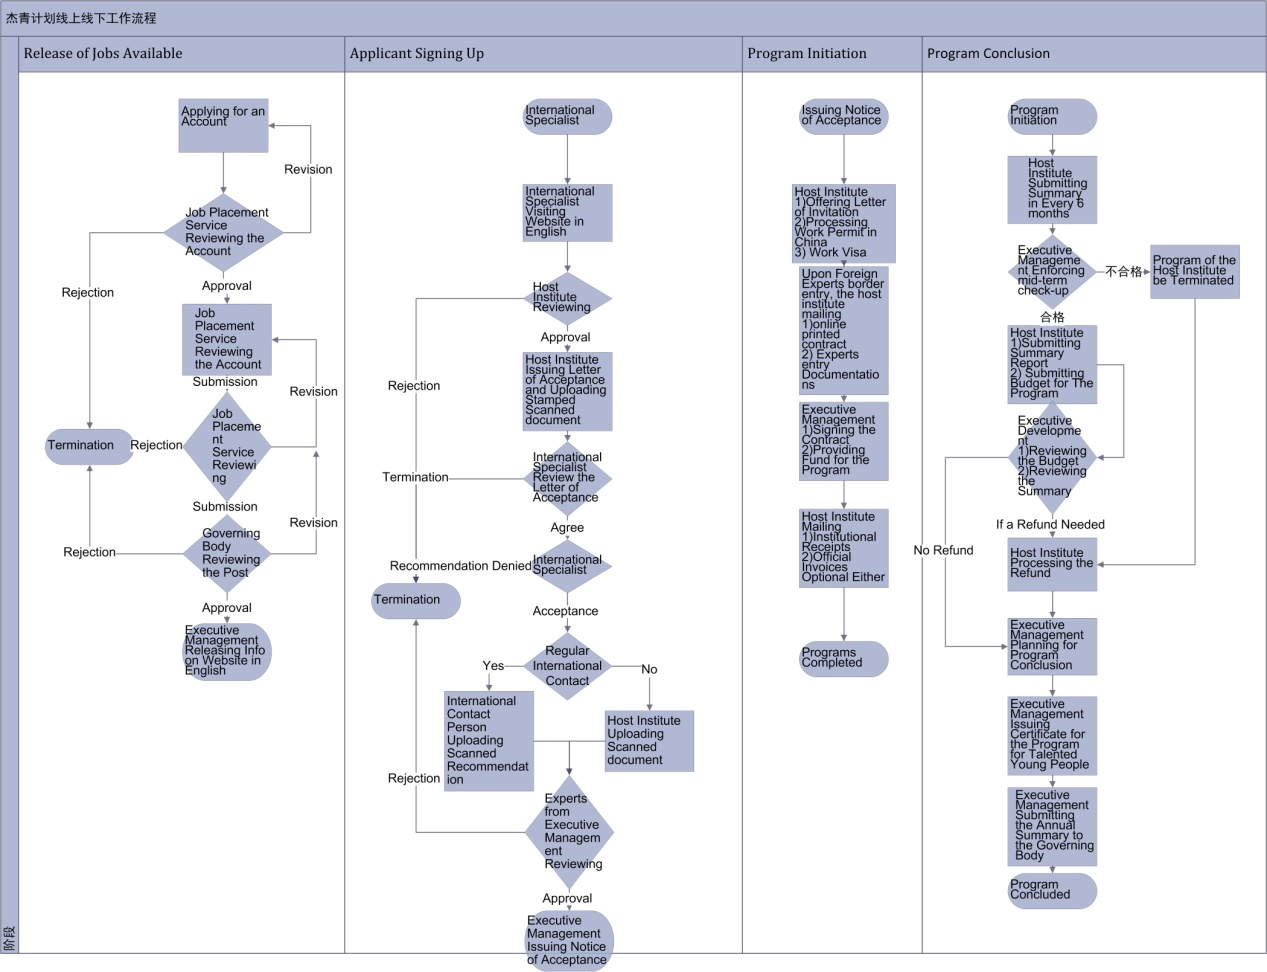 杰青计划线上线下工作流程
Release of Jobs Available
Applicant Signing Up
Program Initiation
Program Conclusion
阶段
Applying for an
Account
Revision
Job Placement
Service
Reviewing the
Account
Rejection
Approval
Job
Placement
Service
Reviewing
the Account
Submission
Revision
Job
Placeme
nt
Service
Reviewi
ng
Rejection
Termination
Submission
Governing
Body
Reviewing
the Post
Revision
Rejection
Approval
Executive
Management
Releasing Info
on Website in
English
International
Specialist
International
Specialist
Visiting
Website in
English
Host
Institute
Reviewing
Rejection
Approval
Host Institute
Issuing Letter
of Acceptance
and Uploading
Stamped
Scanned
document
International
Specialist
Review the
Letter of
Acceptance
Termination
Agree
International
Specialist
Recommendation Denied
Termination
Acceptance
Regular
International
Contact
Yes
No
International
Contact
Person
Uploading
Scanned
Recommendat
ion
Host Institute
Uploading
Scanned
document
Rejection
Experts
from
Executive
Managem
ent
Reviewing
Approval
Executive
Management
Issuing Notice
of Acceptance
Issuing Notice
of Acceptance
Host Institute
1)Offering Letter
of Invitation
2)Processing
Work Permit in
China
3) Work Visa
Upon Foreign
Experts border
entry, the host
institute
mailing
1)online
printed
contract
2) Experts
entry
Documentatio
ns
Executive
Management
1)Signing the
Contract
2)Providing
Fund for the
Program
Host Institute
Mailing
1)Institutional
Receipts
2)Official
Invoices
Optional Either
Programs
Completed
Program
Initiation
Host
Institute
Submitting
Summary
in Every 6
months
Executive
Manageme
nt Enforcing
mid-term
check-up
不合格
Program of the
Host Institute
be Terminated
合格
Host Institute
1)Submitting
Summary
Report
2) Submitting
Budget for The
Program
Executive
Developme
nt
1)Reviewing
the Budget
2)Reviewing
the
Summary
If a Refund Needed
No Refund
Host Institute
Processing the
Refund
Executive
Management
Planning for
Program
Conclusion
Executive
Management
Issuing
Certificate for
the Program
for Talented
Young People
Executive
Management
Submitting
the Annual
Summary to
the Governing
Body
Program
Concluded